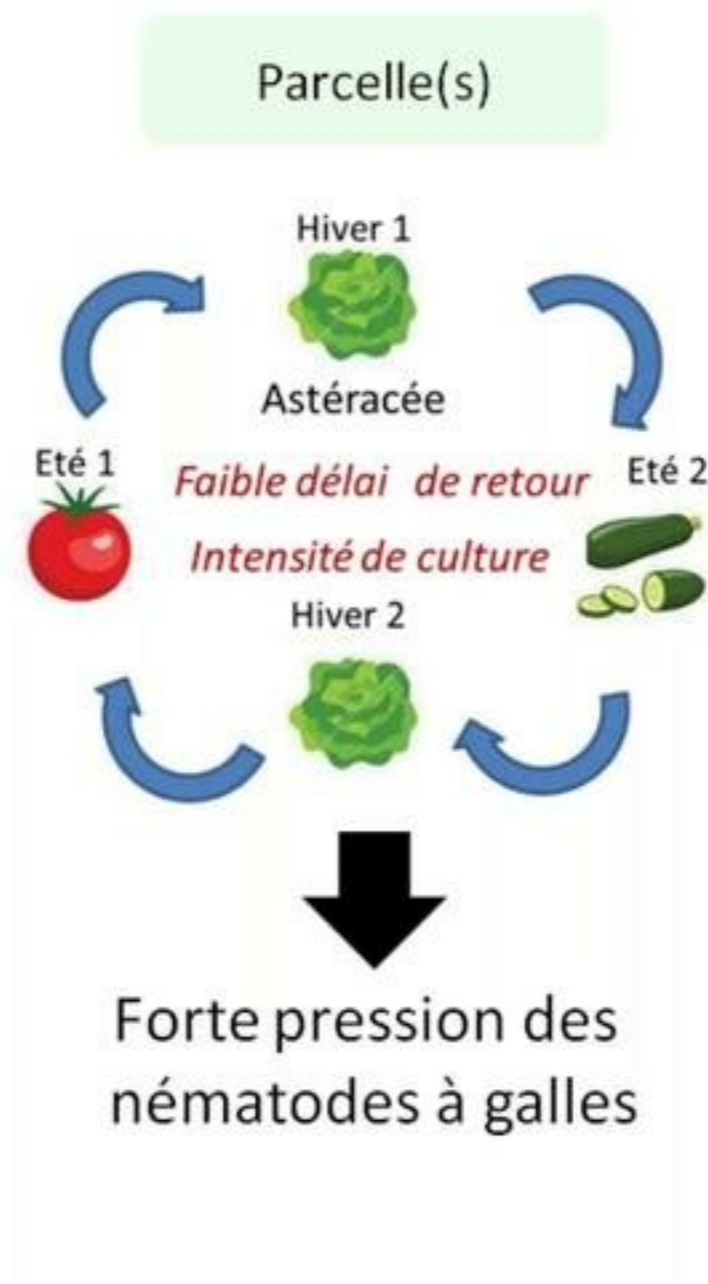 Parcelle(s)
Hiver 1
Astéracée
Eté 1
Faible délai de retour
Eté 2
Intensité de culture
Hiver 2
Forte pression des
nématodes à galles